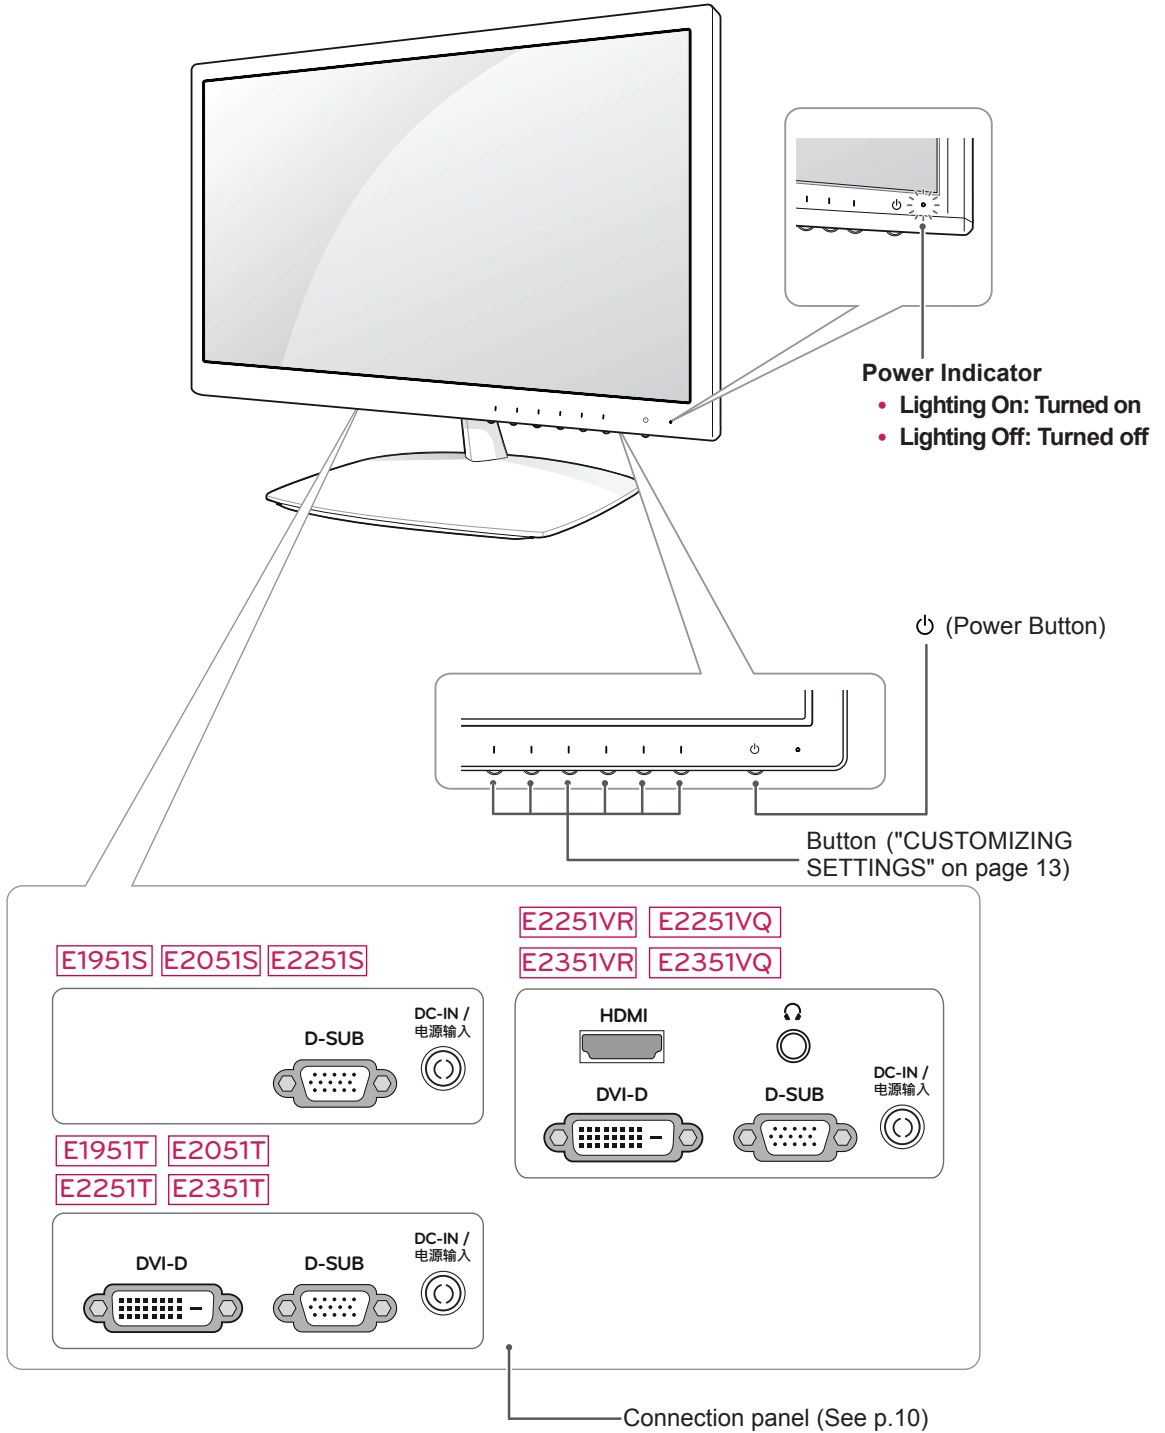 Power Indicator
• Lighting On: Turned on
• Lighting Off: Turned off
(Power Button)
Button ("CUSTOMIZING
SETTINGS" on page 13)
E1951S E2051S E2251S
D-SUB
DC-IN /
电源输入
E1951T E2051T
E2251T E2351T
DVI-D
D-SUB
DC-IN /
电源输入
E2251VR E2251VQ
E2351VR E2351VQ
HDMI
DVI-D
D-SUB
DC-IN /
电源输入
Connection panel (See p.10)